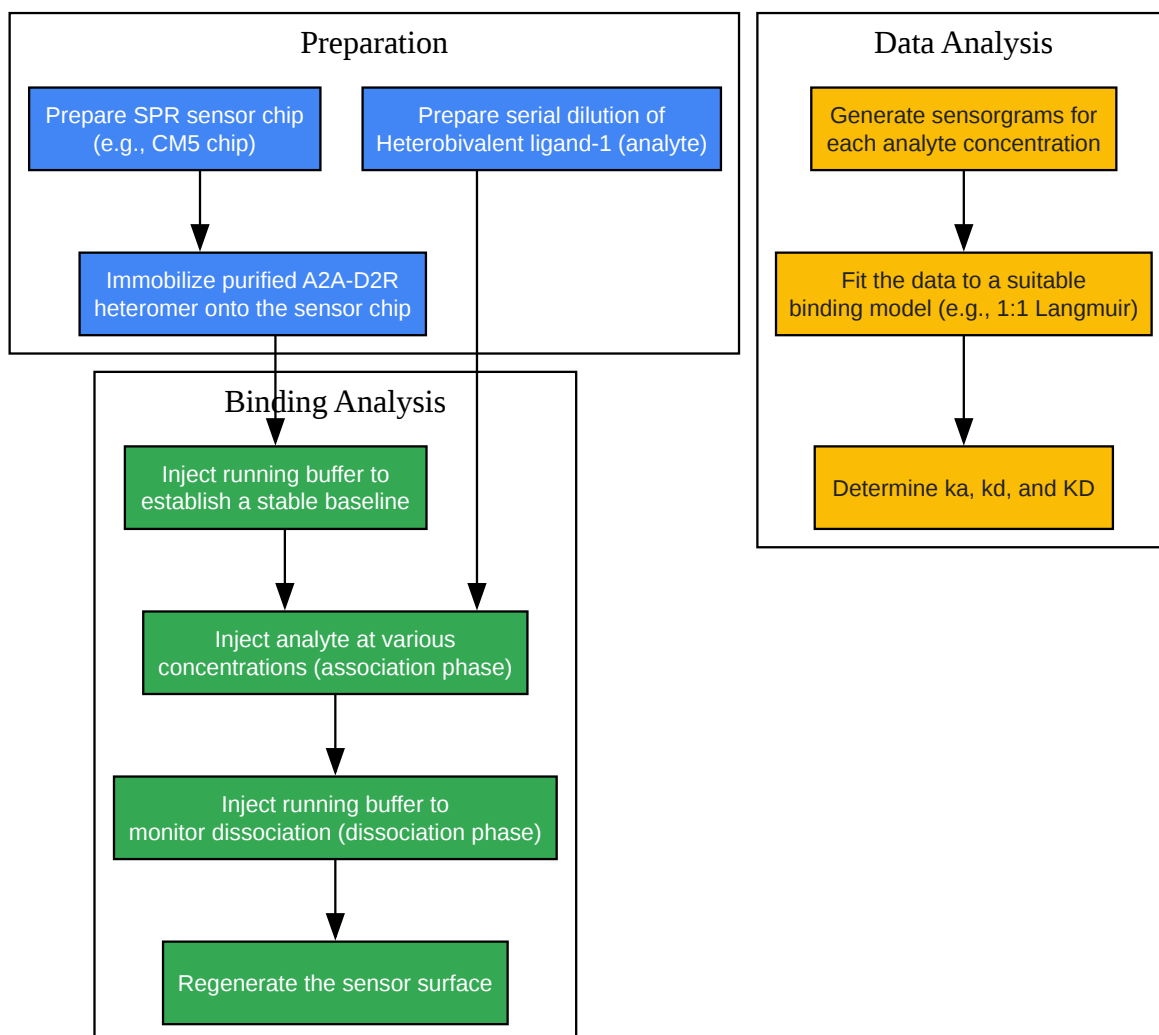 Preparation
Prepare SPR sensor chip
(e.g., CM5 chip)
Prepare serial dilution of
Heterobivalent ligand-1 (analyte)
Immobilize purified A2A-D2R
heteromer onto the sensor chip
Binding Analysis
Inject running buffer to
establish a stable baseline
Inject analyte at various
concentrations (association phase)
Inject running buffer to
monitor dissociation (dissociation phase)
Regenerate the sensor surface
Data Analysis
Generate sensorgrams for
each analyte concentration
Fit the data to a suitable
binding model (e.g., 1:1 Langmuir)
Determine ka, kd, and KD